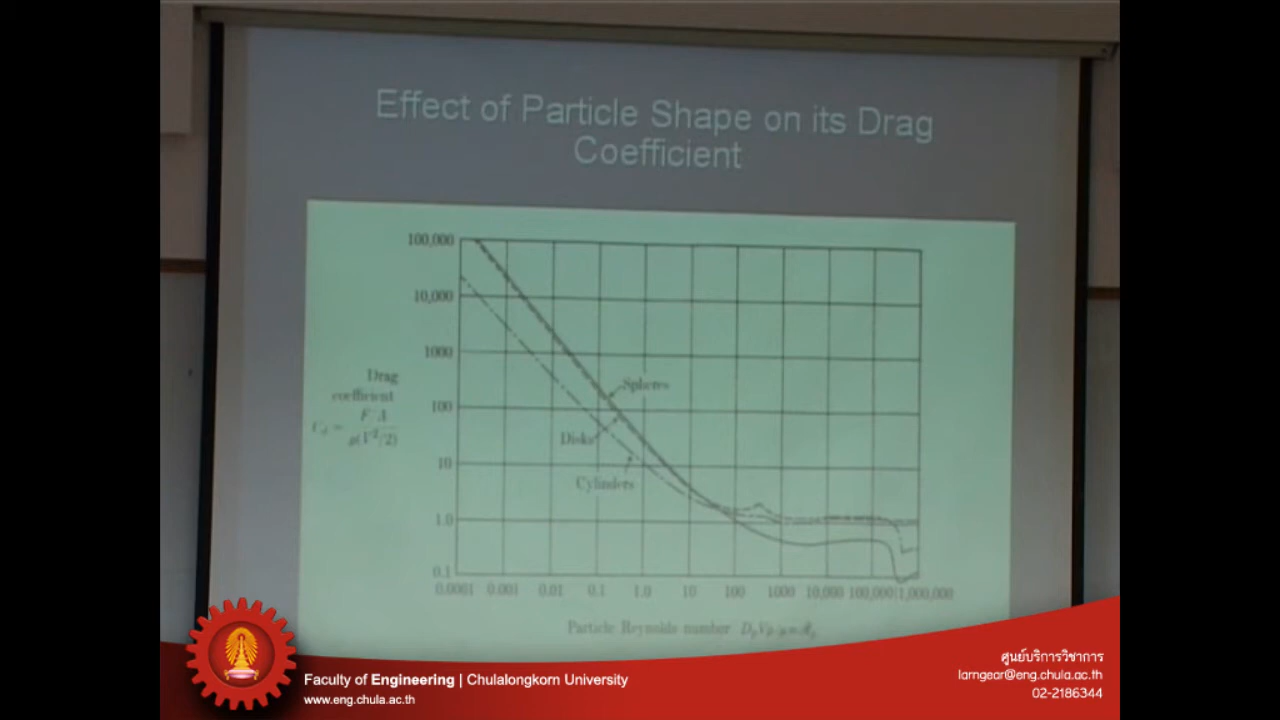 Effect of Particle Shape on its Drag
Coefficient
100,000
10,000
1000
100
10
1.0
0.1
Drag
coefficient
Spheres
Disks
Cylinders
0.0001 0.001 0.01 0.1 1.0 10 100 1000 10,000 100,000 1,000,000
Particle Reynolds number
Faculty of Engineering | Chulalongkorn University
www.eng.chula.ac.th
ศูนย์บริการวิชาการ
larngear@eng.chula.ac.th
02-2186344